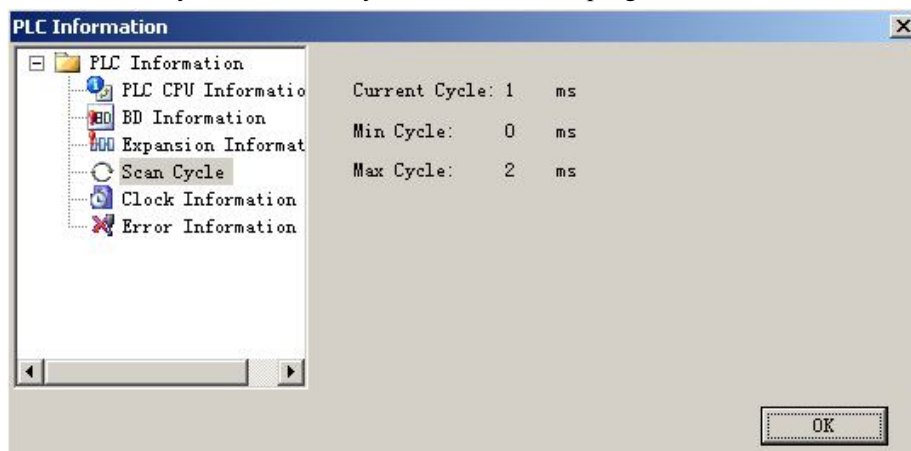 PLC Information
PLC Information
PLC CPU Informatio
BD Information
Expansion Informat
Scan Cycle
Clock Information
Error Information
Current Cycle: 1 ms
Min Cycle: 0 ms
Max Cycle: 2 ms
OK